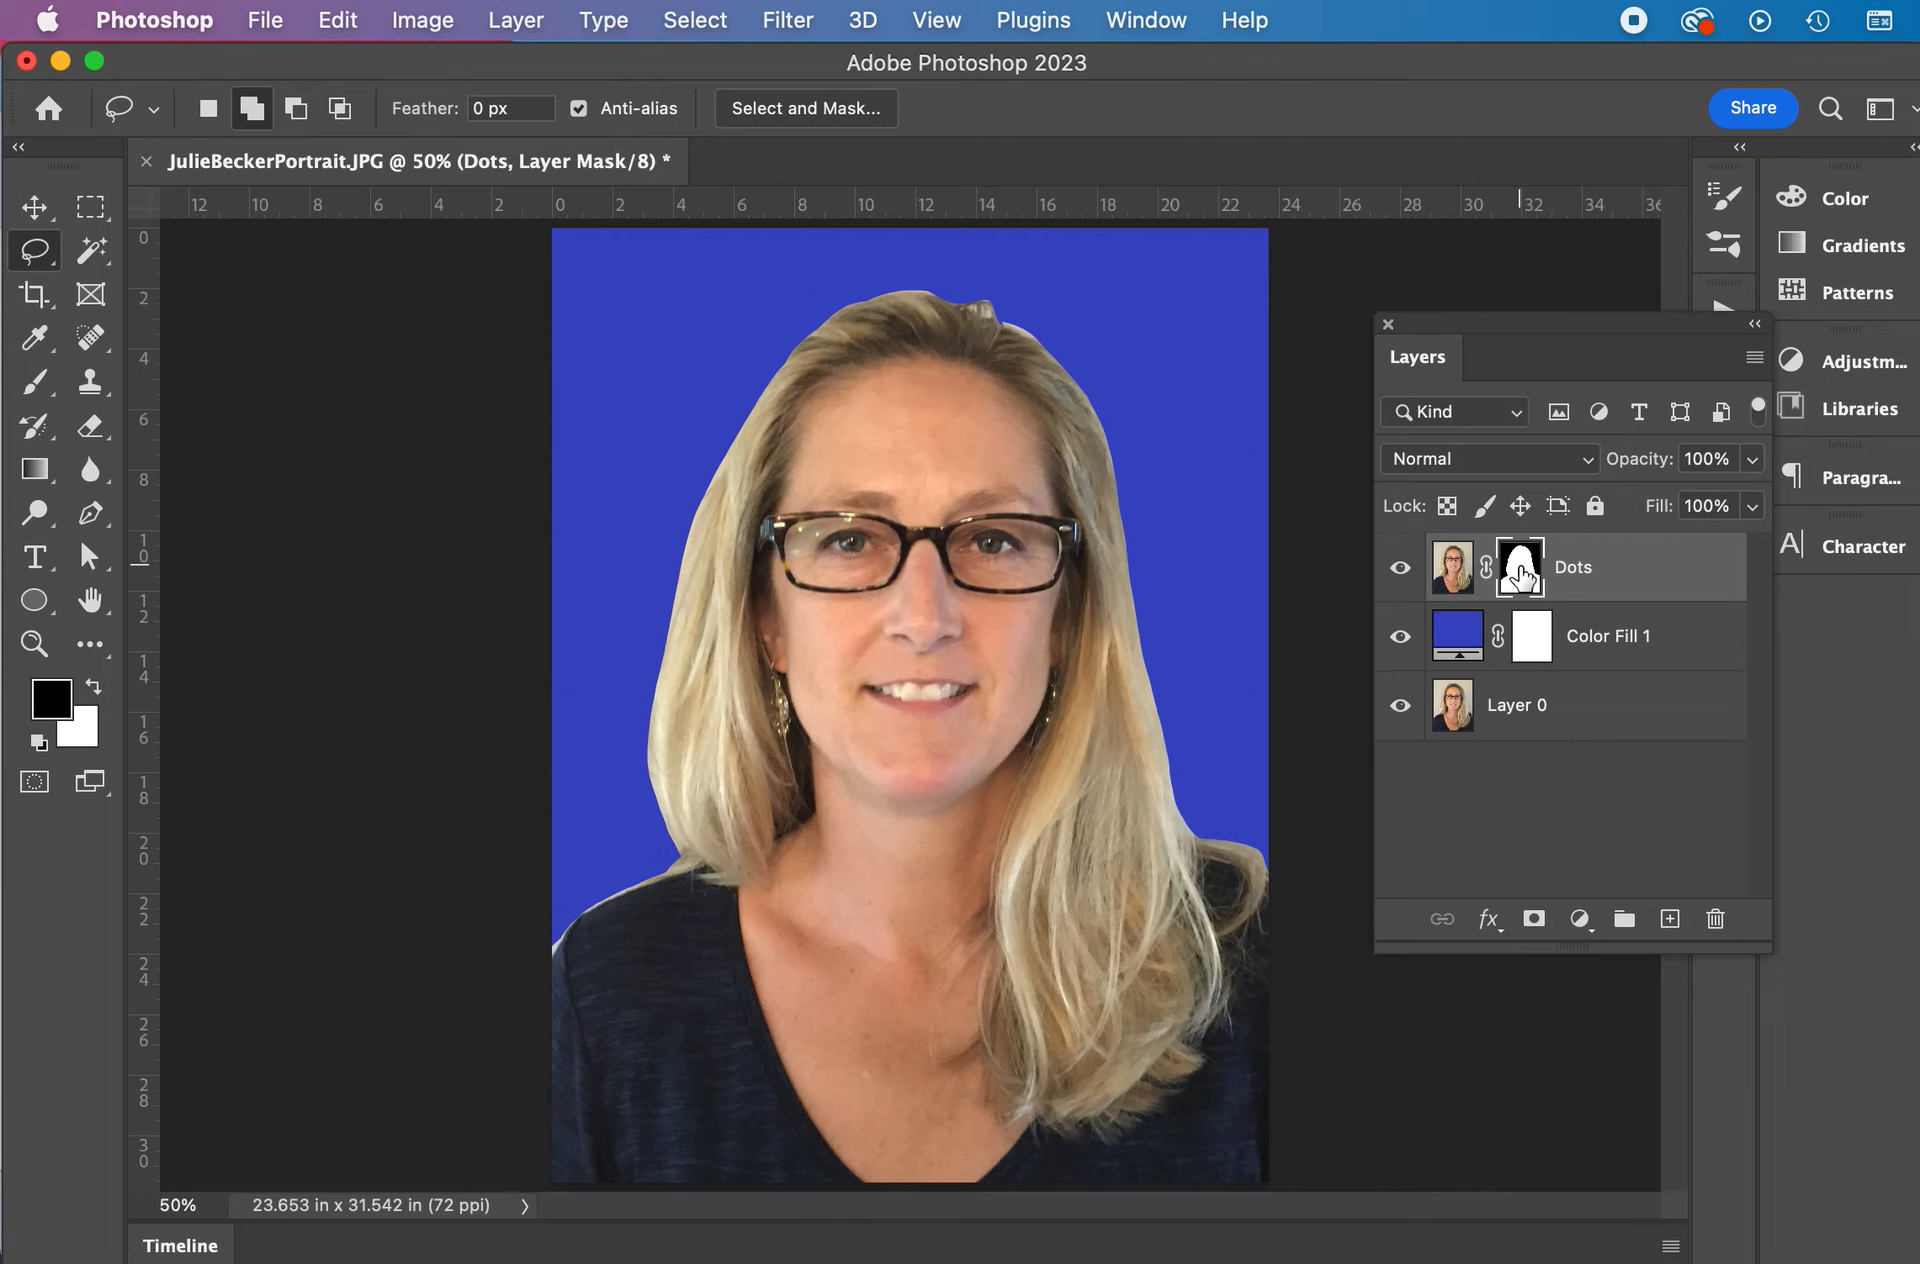 Photoshop File Edit Image Layer Type Select Filter 3D View Plugins Window Help
Adobe Photoshop 2023
Feather: 0 px Anti-alias Select and Mask... Share
JulieBeckerPortrait.JPG @ 50% (Dots, Layer Mask/8) *
12 10 8 6 4 2 0 2 4 6 8 10 12 14 16 18 20 22 24 26 28 30 32 34
0
2
4
6
8
10
12
14
16
18
20
22
24
26
28
30
Color
Gradients
Patterns
Adjustm...
Libraries
Paragra...
Character
Layers
Kind
Normal Opacity: 100%
Lock: Fill: 100%
Dots
Color Fill 1
Layer 0
fx
50% 23.653 in x 31.542 in (72 ppi)
Timeline